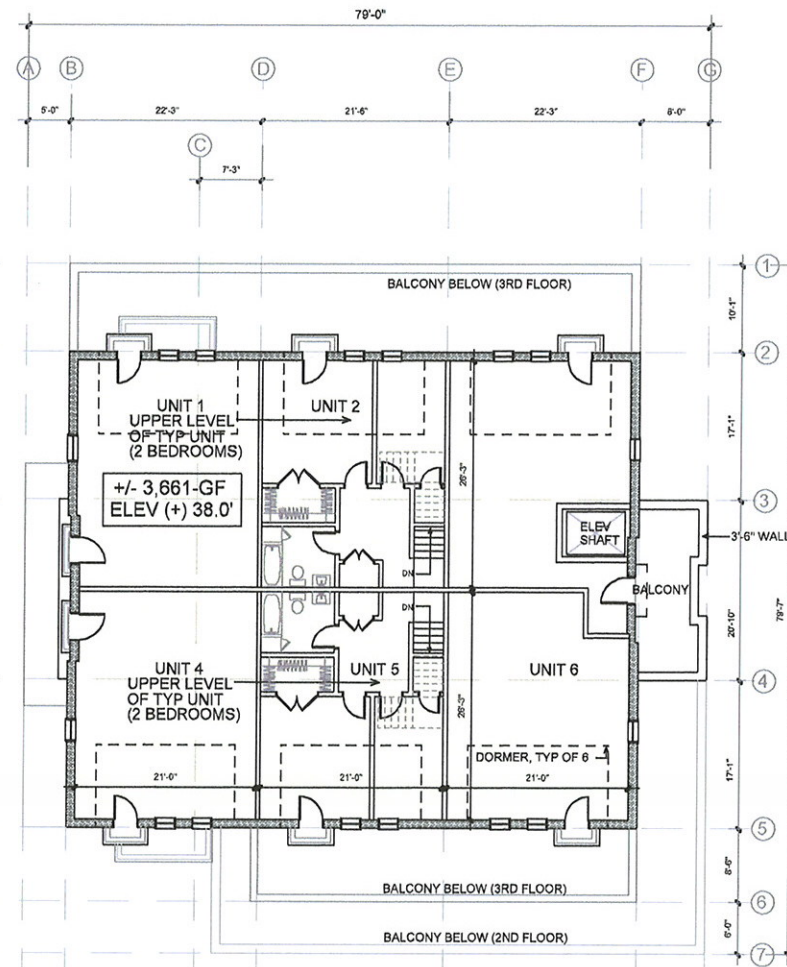 79'-0"
A
B
D
E
F
G
5'-0"
22'-3"
21'-6"
22'-3"
8'-0"
C
7'-3"
BALCONY BELOW (3RD FLOOR)
1
10'-1"
2
UNIT 1
UPPER LEVEL
OF TYP UNIT
(2 BEDROOMS)
UNIT 2
17'-1"
+/- 3,661-GF
ELEV (+) 38.0'
26'-3"
3
ELEV
SHAFT
3'-6" WALL
DN
BALCONY
DN
20'-10"
79'-7"
UNIT 4
UPPER LEVEL
OF TYP UNIT
(2 BEDROOMS)
UNIT 5
UNIT 6
4
26'-3"
DORMER, TYP OF 6
21'-0"
21'-0"
21'-0"
17'-1"
5
8'-6"
BALCONY BELOW (3RD FLOOR)
6
BALCONY BELOW (2ND FLOOR)
6'-0"
7